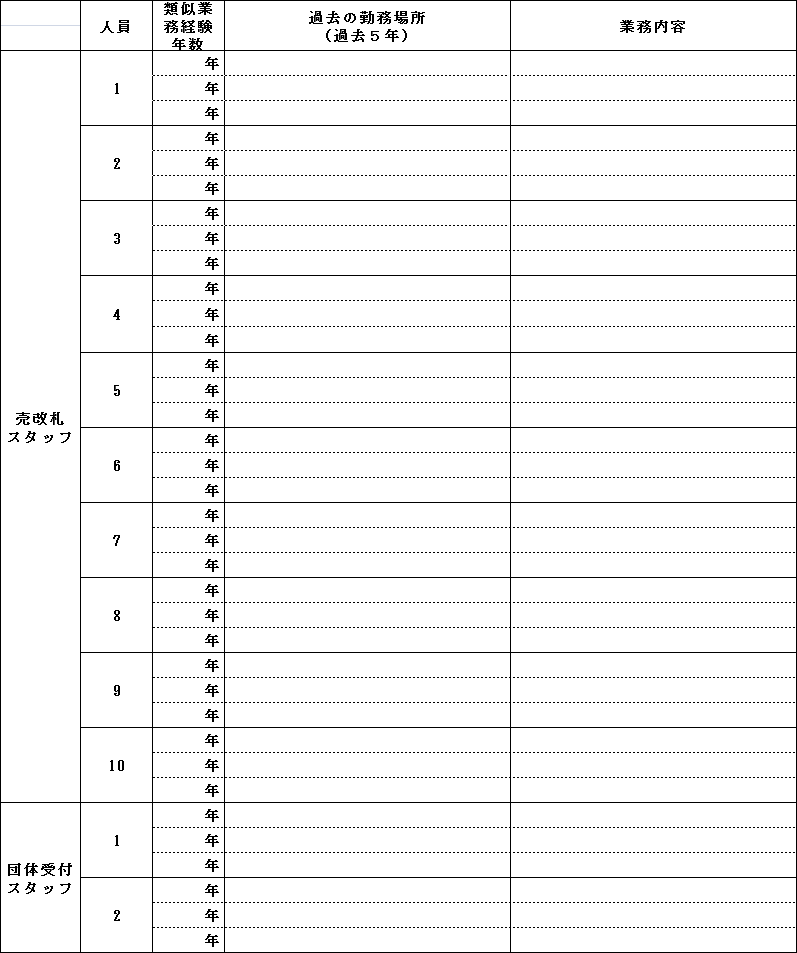 人員
類似業
務経験
年数
過去の勤務場所
（過去５年）
業務内容
売改札
スタッフ
1
年
年
年
2
年
年
年
3
年
年
年
4
年
年
年
5
年
年
年
6
年
年
年
7
年
年
年
8
年
年
年
9
年
年
年
10
年
年
年
団体受付
スタッフ
1
年
年
年
2
年
年
年